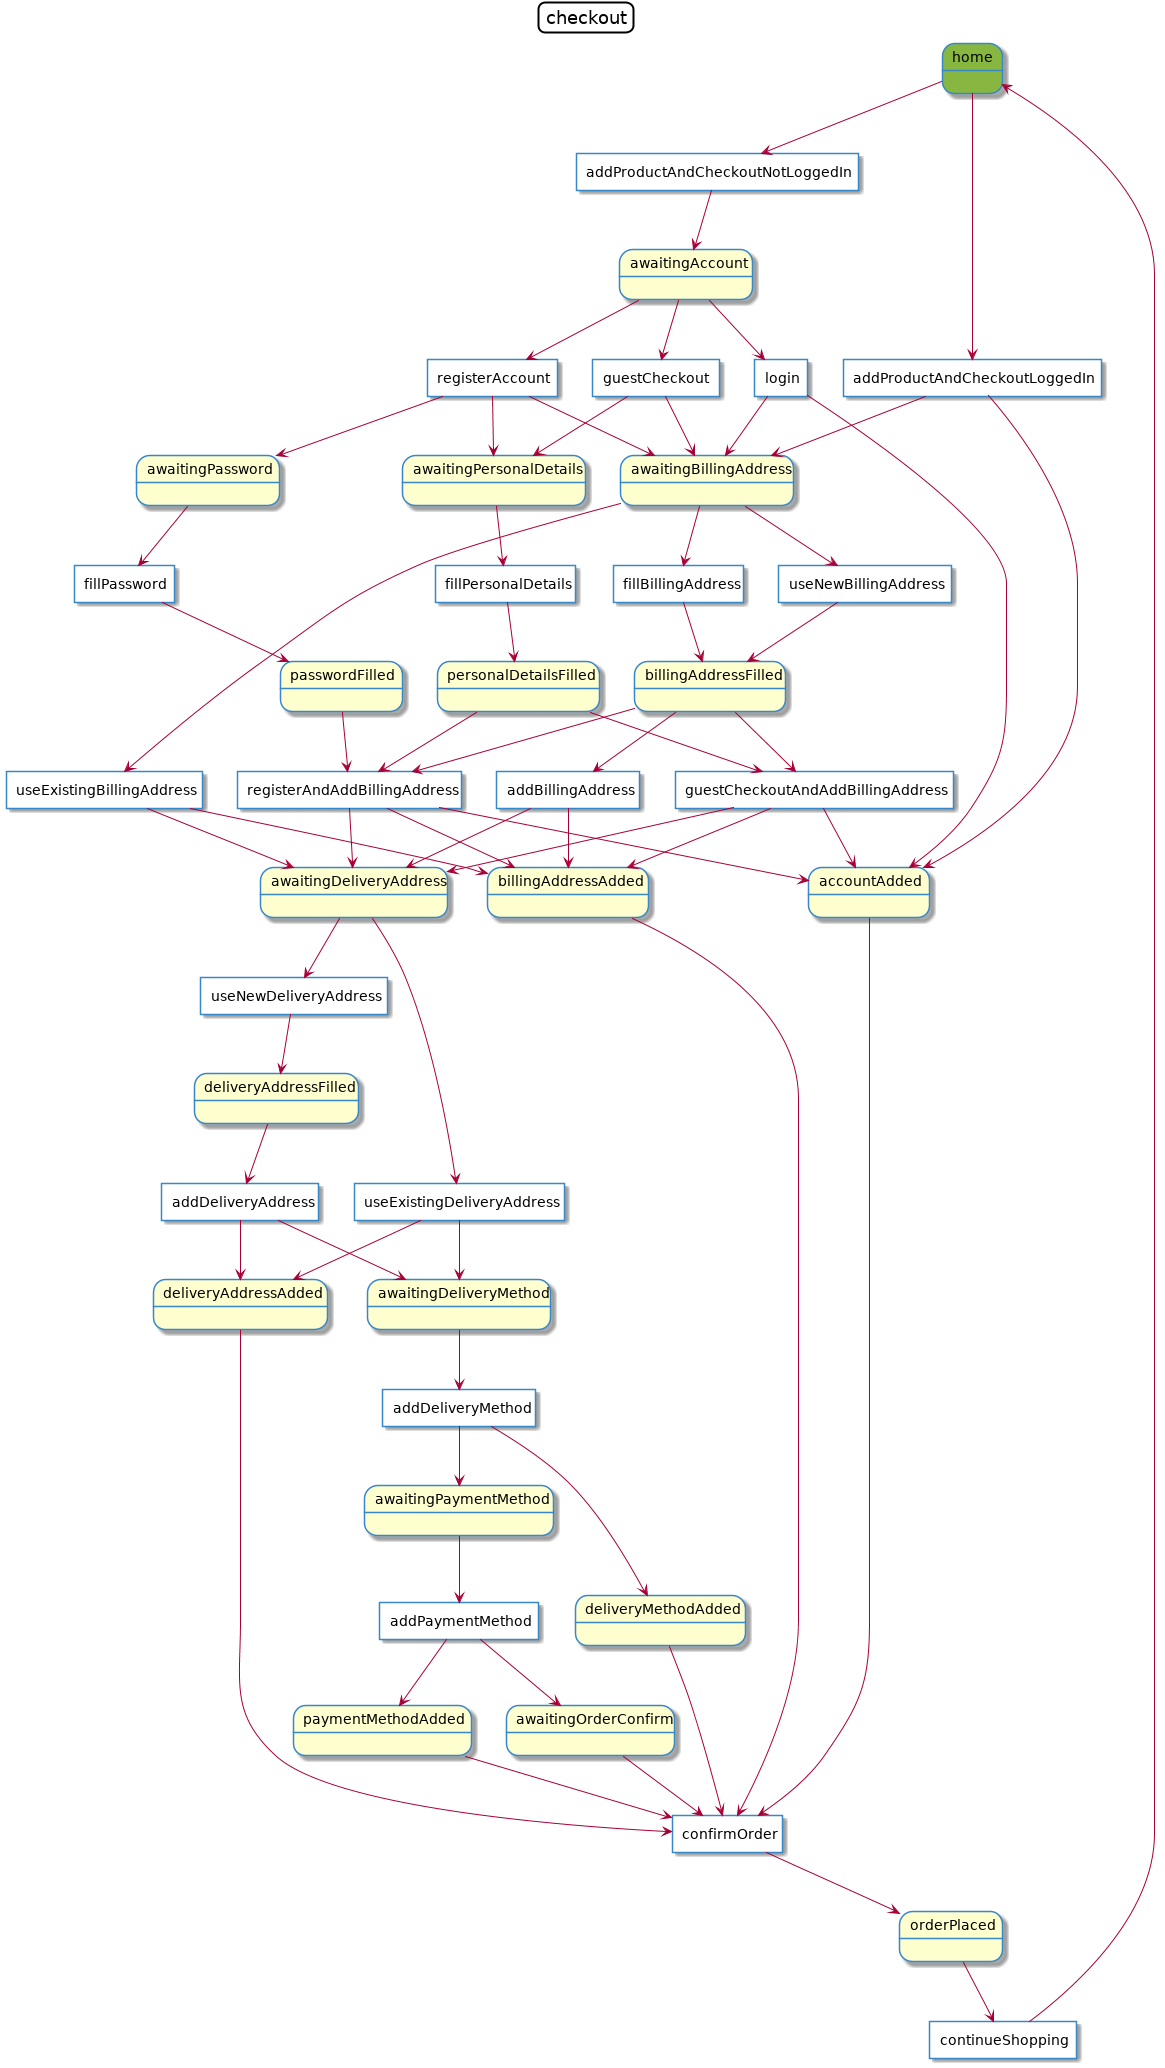 checkout
home
addProductAndCheckoutNotLoggedIn
awaitingAccount
registerAccount
guestCheckout
login
addProductAndCheckoutLoggedIn
awaitingPassword
awaitingPersonalDetails
awaitingBillingAddress
fillPassword
fillPersonalDetails
fillBillingAddress
useNewBillingAddress
passwordFilled
personalDetailsFilled
billingAddressFilled
useExistingBillingAddress
registerAndAddBillingAddress
addBillingAddress
guestCheckoutAndAddBillingAddress
awaitingDeliveryAddress
billingAddressAdded
accountAdded
useNewDeliveryAddress
deliveryAddressFilled
addDeliveryAddress
useExistingDeliveryAddress
deliveryAddressAdded
awaitingDeliveryMethod
addDeliveryMethod
awaitingPaymentMethod
addPaymentMethod
deliveryMethodAdded
paymentMethodAdded
awaitingOrderConfirm
confirmOrder
orderPlaced
continueShopping